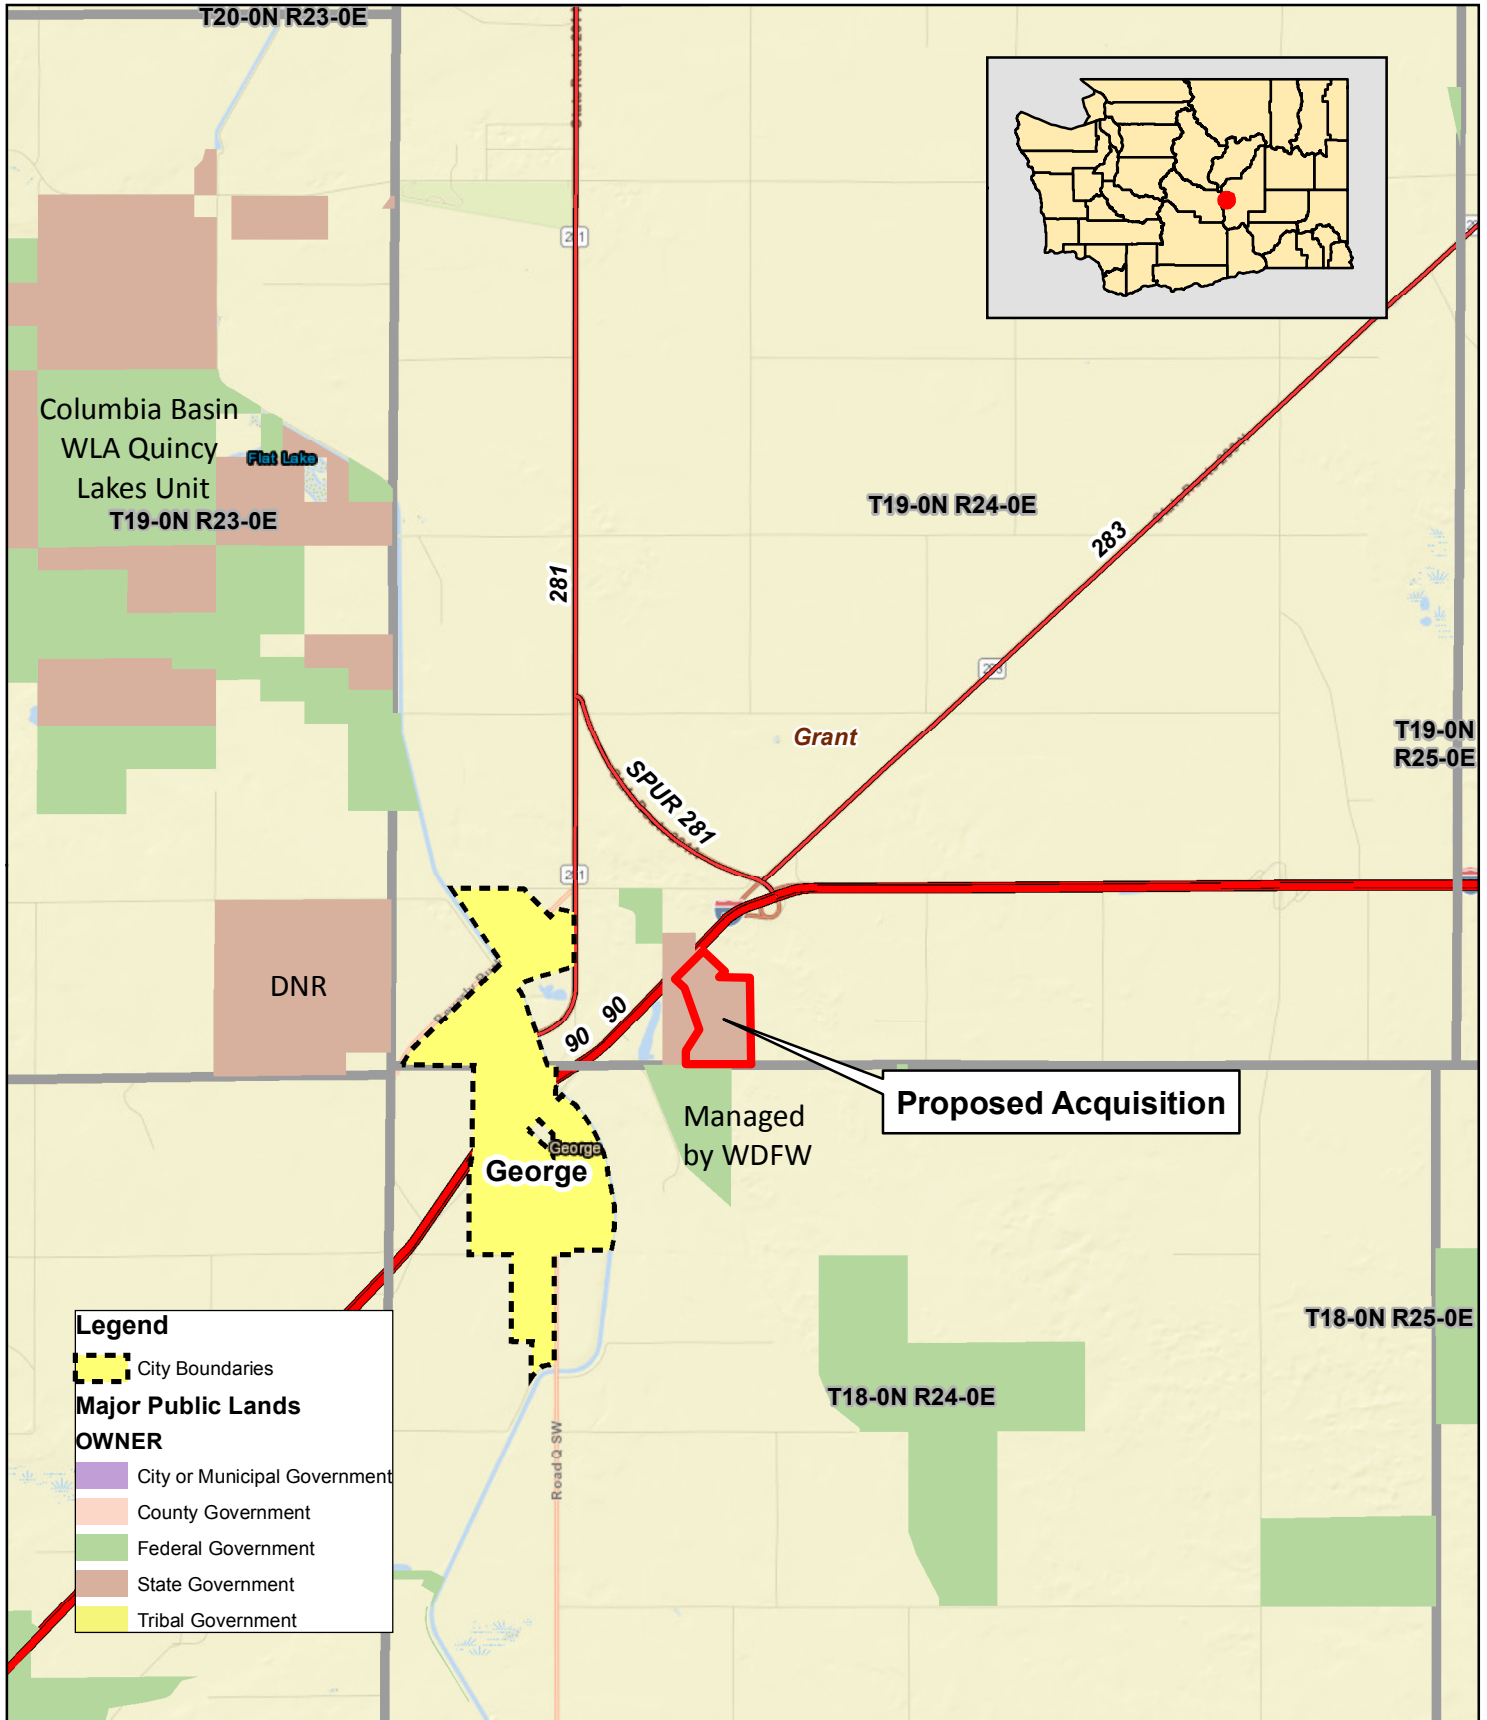 T20-0N R23-0E
281
Columbia Basin
WLA Quincy
Lakes Unit
Flat Lake
T19-0N R23-0E
T19-0N R24-0E
283
281
283
Grant
T19-0N
R25-0E
SPUR 281
281
DNR
90
90
Proposed Acquisition
Managed
by WDFW
George
George
Legend
City Boundaries
Major Public Lands
OWNER
City or Municipal Government
County Government
Federal Government
State Government
Tribal Government
T18-0N R25-0E
T18-0N R24-0E
Road Q SW